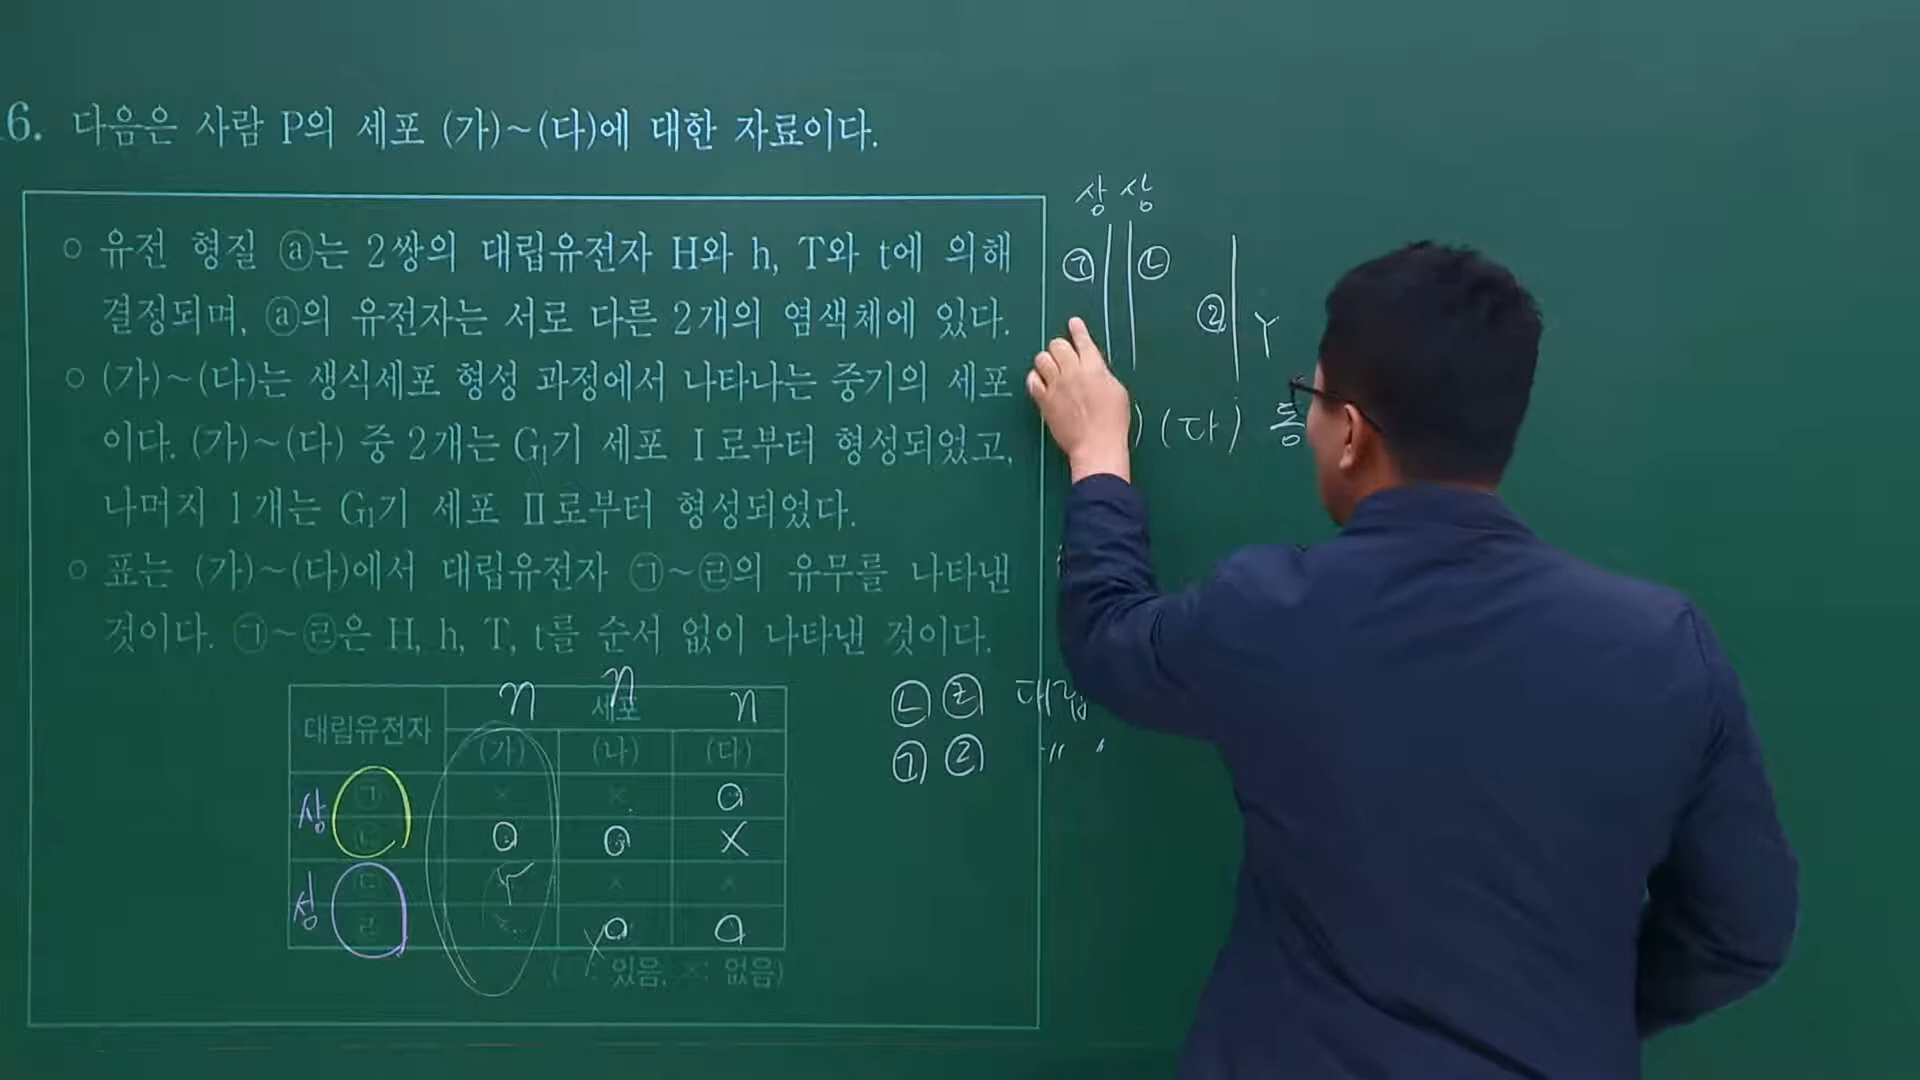 6. 다음은 사람 P의 세포 (가)~(다)에 대한 자료이다.
상 상
㉠ ㉡
㉣ Y
○ 유전 형질 ⓐ는 2쌍의 대립유전자 H와 h, T와 t에 의해
결정되며, ⓐ의 유전자는 서로 다른 2개의 염색체에 있다.
○ (가)~(다)는 생식세포 형성 과정에서 나타나는 중기의 세포
이다. (가)~(다) 중 2개는 G₁기 세포 Ⅰ로부터 형성되었고,
나머지 1개는 G₁기 세포 Ⅱ로부터 형성되었다.
) (다) 동
○ 표는 (가)~(다)에서 대립유전자 ㉠~㉣의 유무를 나타낸
것이다. ㉠~㉣은 H, h, T, t를 순서 없이 나타낸 것이다.
n n n
대립유전자 세포
(가) (나) (다)
상 ㉠ × × O
㉡ O O X
성 ㉢ × Y × ×
㉣ × X O O
( : 있음, ×: 없음)
㉡ ㉣ 대립
㉠ ㉣ " "